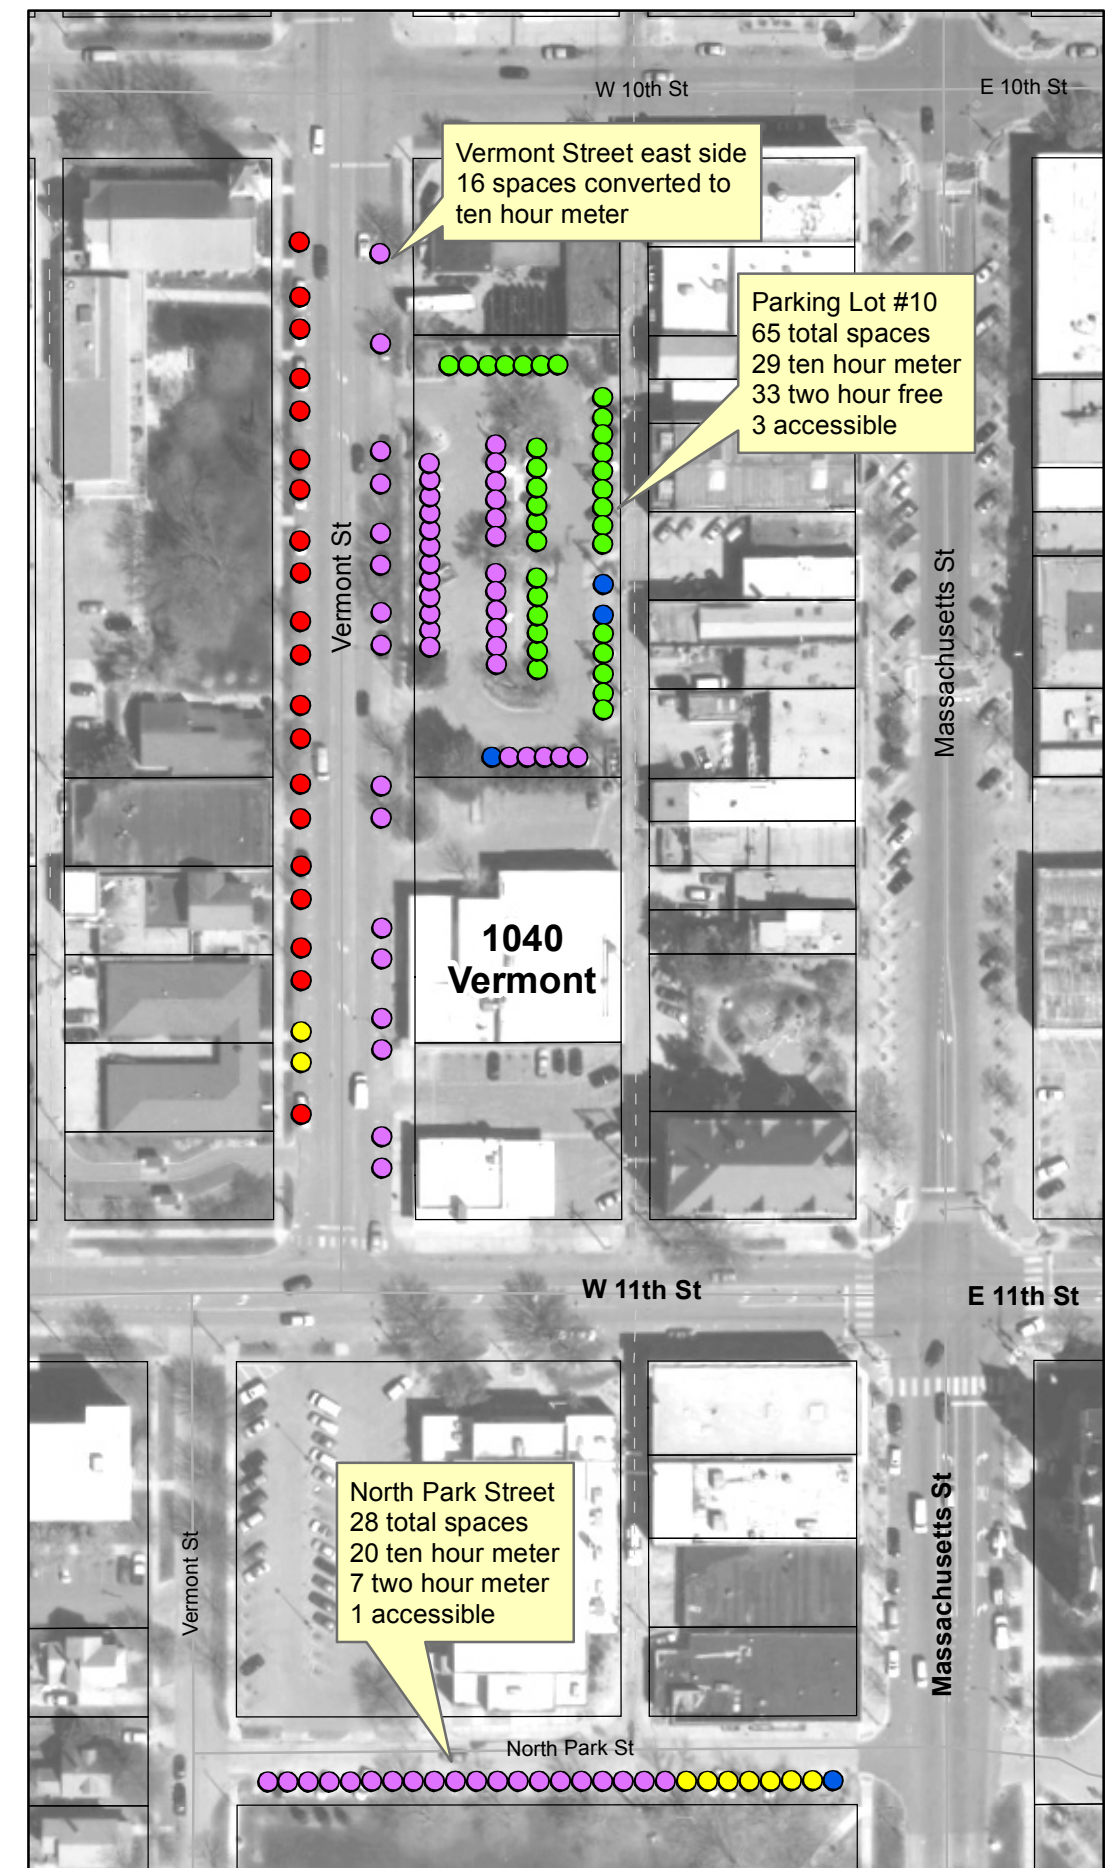 W 10th St
E 10th St
Vermont Street east side
16 spaces converted to
ten hour meter
Parking Lot #10
65 total spaces
29 ten hour meter
33 two hour free
3 accessible
Vermont St
Massachusetts St
1040
Vermont
W 11th St
E 11th St
North Park Street
28 total spaces
20 ten hour meter
7 two hour meter
1 accessible
Vermont St
Massachusetts St
North Park St